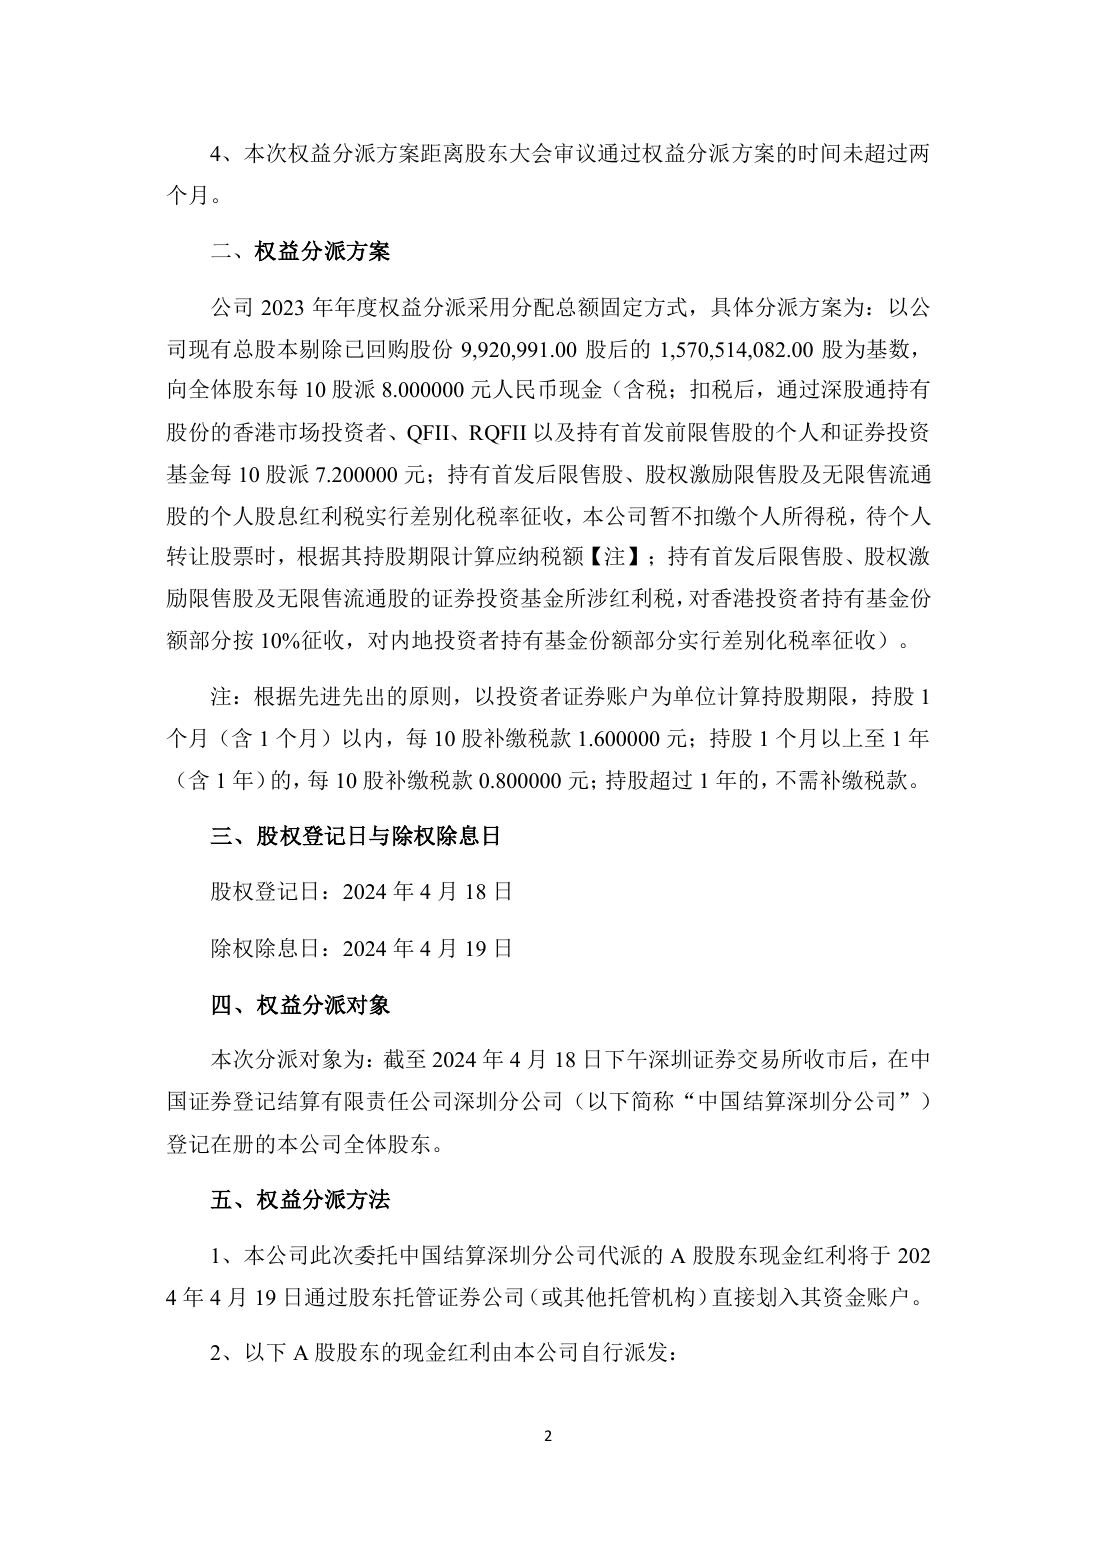 4、本次权益分派方案距离股东大会审议通过权益分派方案的时间未超过两
个月。
二、权益分派方案
公司 2023 年年度权益分派采用分配总额固定方式，具体分派方案为：以公
司现有总股本剔除已回购股份 9,920,991.00 股后的 1,570,514,082.00 股为基数，
向全体股东每 10 股派 8.000000 元人民币现金（含税；扣税后，通过深股通持有
股份的香港市场投资者、QFII、RQFII 以及持有首发前限售股的个人和证券投资
基金每 10 股派 7.200000 元；持有首发后限售股、股权激励限售股及无限售流通
股的个人股息红利税实行差别化税率征收，本公司暂不扣缴个人所得税，待个人
转让股票时，根据其持股期限计算应纳税额【注】；持有首发后限售股、股权激
励限售股及无限售流通股的证券投资基金所涉红利税，对香港投资者持有基金份
额部分按 10%征收，对内地投资者持有基金份额部分实行差别化税率征收）。
注：根据先进先出的原则，以投资者证券账户为单位计算持股期限，持股 1
个月（含 1 个月）以内，每 10 股补缴税款 1.600000 元；持股 1 个月以上至 1 年
（含 1 年）的，每 10 股补缴税款 0.800000 元；持股超过 1 年的，不需补缴税款。
三、股权登记日与除权除息日
股权登记日：2024 年 4 月 18 日
除权除息日：2024 年 4 月 19 日
四、权益分派对象
本次分派对象为：截至 2024 年 4 月 18 日下午深圳证券交易所收市后，在中
国证券登记结算有限责任公司深圳分公司（以下简称“中国结算深圳分公司”）
登记在册的本公司全体股东。
五、权益分派方法
1、本公司此次委托中国结算深圳分公司代派的 A 股股东现金红利将于 202
4 年 4 月 19 日通过股东托管证券公司（或其他托管机构）直接划入其资金账户。
2、以下 A 股股东的现金红利由本公司自行派发：
2